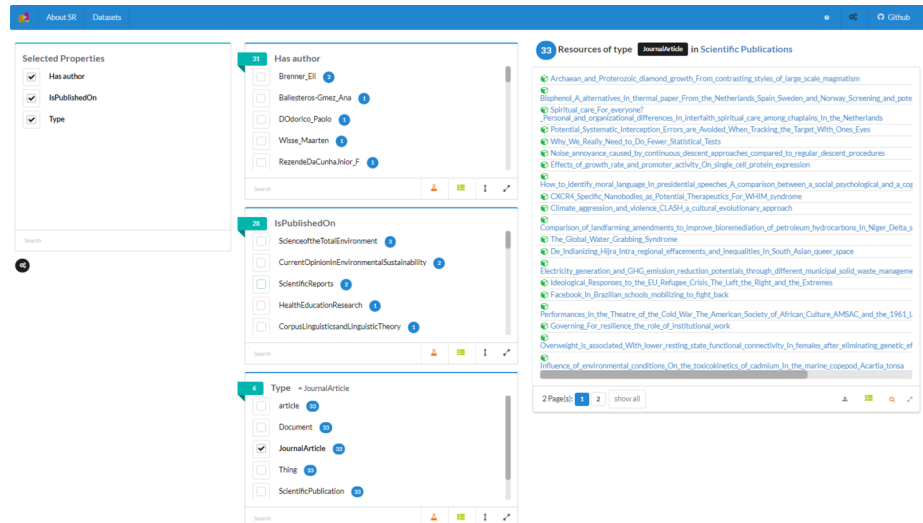 About SR Datasets Github
Selected Properties
Has author
IsPublishedOn
Type
Search
31 Has author
Brenner_Ell 2
Ballesteros-Gmez_Ana 1
DOdorico_Paolo 1
Wisse_Maarten 1
RezendeDaCunhaJnior_F 1
Search
28 IsPublishedOn
ScienceoftheTotalEnvironment 3
CurrentOpinionInEnvironmentalSustainability 2
ScientificReports 2
HealthEducationResearch 1
CorpusLinguisticsandLinguisticTheory 1
Search
6 Type = JournalArticle
article 33
Document 33
JournalArticle 33
Thing 33
ScientificPublication 33
Search
33 Resources of type JournalArticle in Scientific Publications
Archaean_and_Proterozoic_diamond_growth_From_contrasting_styles_of_large_scale_magmatism
Bisphenol_A_alternatives_In_thermal_paper_From_the_Netherlands_Spain_Sweden_and_Norway_Screening_and_pote
Spiritual_care_For_everyone?
_Personal_and_organizational_differences_In_interfaith_spiritual_care_among_chaplains_In_the_Netherlands
Potential_Systematic_Interception_Errors_are_Avoided_When_Tracking_the_Target_With_Ones_Eyes
Why_We_Really_Need_to_Do_Fewer_Statistical_Tests
Noise_annoyance_caused_by_continuous_descent_approaches_compared_to_regular_descent_procedures
Effects_of_growth_rate_and_promoter_activity_On_single_cell_protein_expression
How_to_identify_moral_language_In_presidential_speeches_A_comparison_between_a_social_psychological_and_a_cog
CXCR4_Specific_Nanobodies_as_Potential_Therapeutics_For_WHIM_syndrome
Climate_aggression_and_violence_CLASH_a_cultural_evolutionary_approach
Comparison_of_landfarming_amendments_to_improve_bioremediation_of_petroleum_hydrocarbons_In_Niger_Delta_s
The_Global_Water_Grabbing_Syndrome
De_Indianizing_Hijra_Intra_regional_effacements_and_inequalities_In_South_Asian_queer_space
Electricity_generation_and_GHG_emission_reduction_potentials_through_different_municipal_solid_waste_manageme
Ideological_Responses_to_the_EU_Refugee_Crisis_The_Left_the_Right_and_the_Extremes
Facebook_In_Brazilian_schools_mobilizing_to_fight_back
Performances_In_the_Theatre_of_the_Cold_War_The_American_Society_of_African_Culture_AMSAC_and_the_1961_L
Governing_For_resilience_the_role_of_Institutional_work
Overweight_is_associated_With_lower_resting_state_functional_connectivity_In_females_after_eliminating_genetic_ef
Influence_of_environmental_conditions_On_the_toxicokinetics_of_cadmium_In_the_marine_copepod_Acartia_tonsa
2 Page(s): 1 2 show all